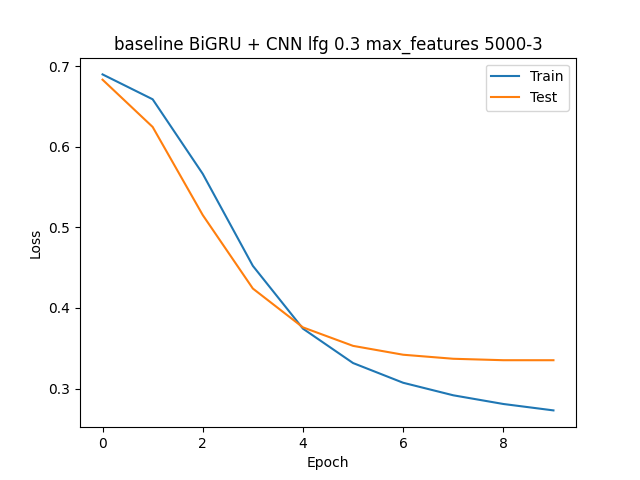 baseline BiGRU + CNN lfg 0.3 max_features 5000-3
Train
Test
0.7
0.6
0.5
0.4
0.3
Loss
0 2 4 6 8
Epoch